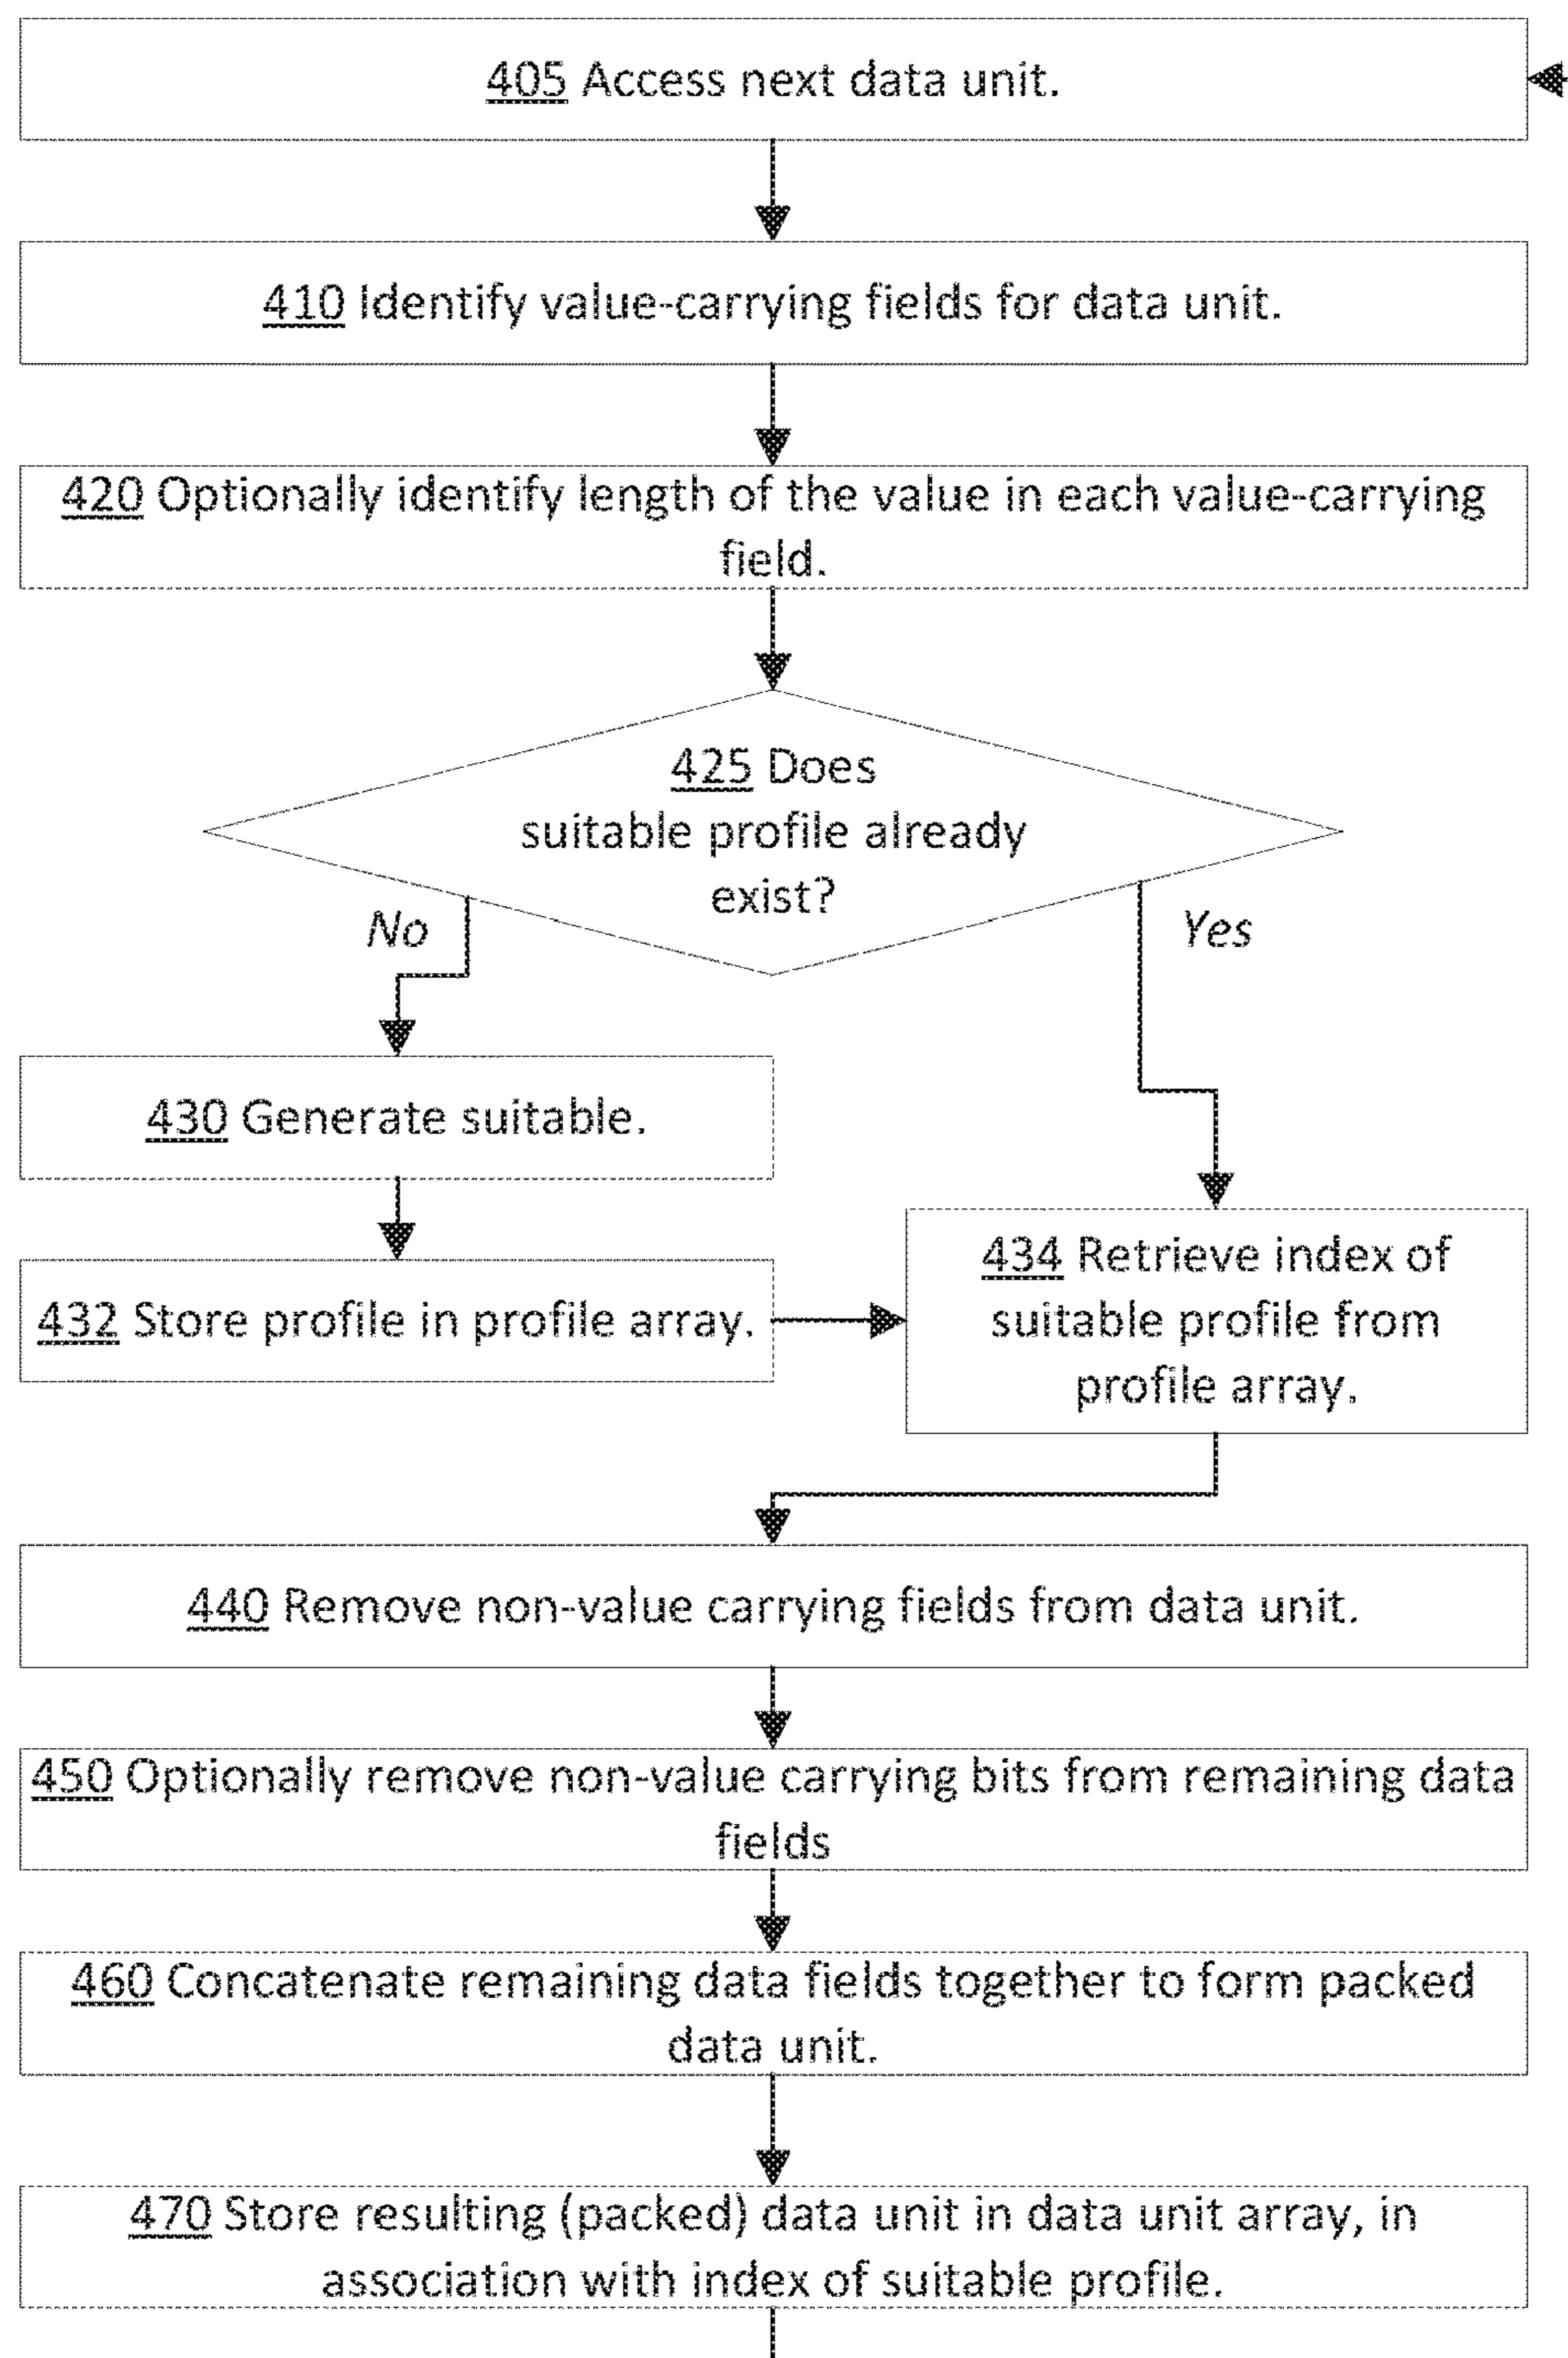 405 Access next data unit.
410 Identify value-carrying fields for data unit.
420 Optionally identify length of the value in each value-carrying
field.
425 Does
suitable profile already
exist?
No
Yes
430 Generate suitable.
432 Store profile in profile array.
434 Retrieve index of
suitable profile from
profile array.
440 Remove non-value carrying fields from data unit.
450 Optionally remove non-value carrying bits from remaining data
fields
460 Concatenate remaining data fields together to form packed
data unit.
470 Store resulting (packed) data unit in data unit array, in
association with index of suitable profile.